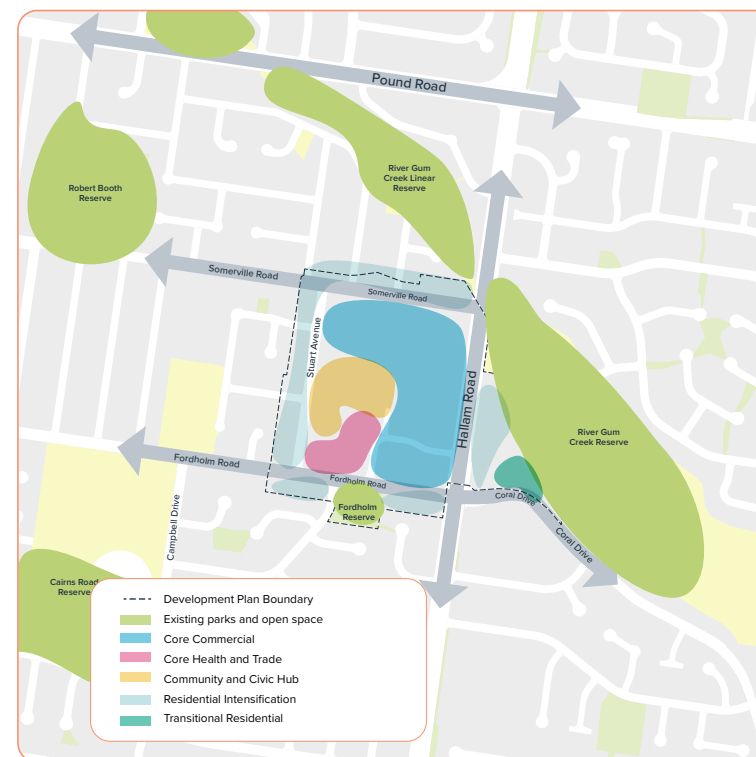 Pound Road
River Gum
Creek Linear
Reserve
Robert Booth
Reserve
Somerville Road
Somerville Road
Stuart Avenue
Hallam Road
River Gum
Creek Reserve
Fordholm Road
Fordholm Road
Coral Drive
Fordholm
Reserve
Coral Drive
Campbell Drive
Cairns Road
Reserve
Development Plan Boundary
Existing parks and open space
Core Commercial
Core Health and Trade
Community and Civic Hub
Residential Intensification
Transitional Residential